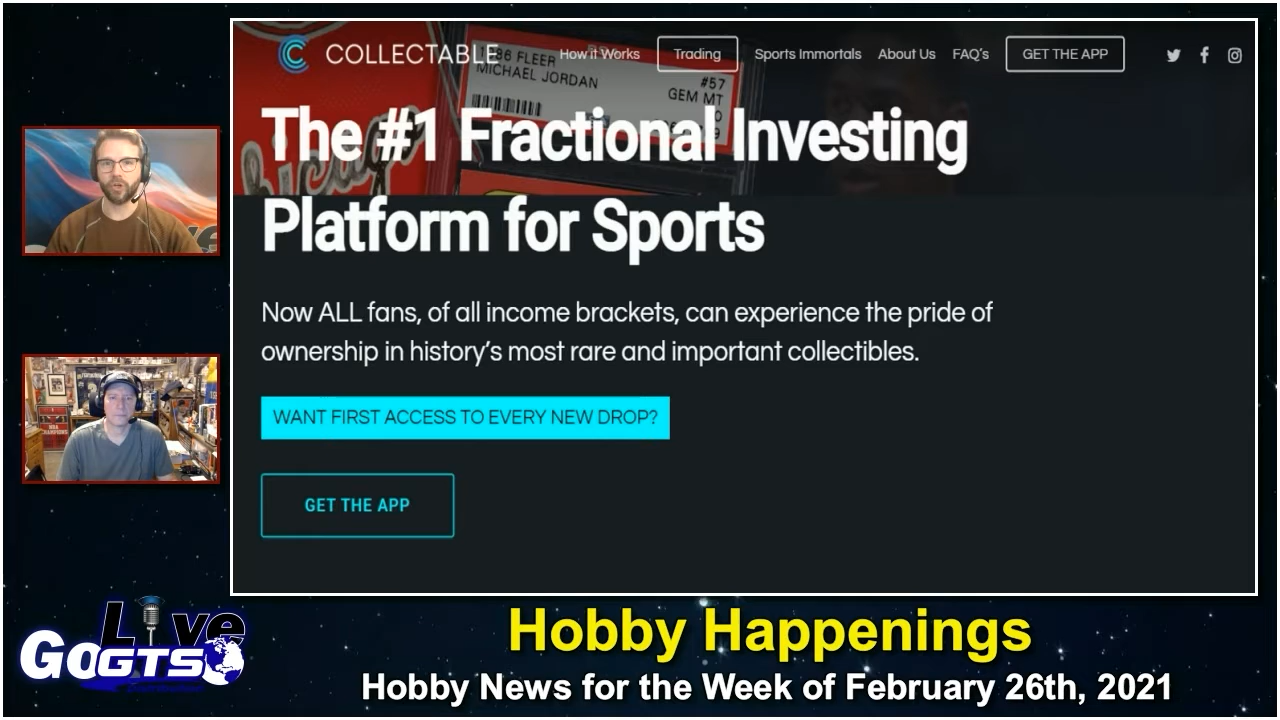 COLLECTABLE
How it Works
Trading
Sports Immortals
About Us
FAQ's
GET THE APP
FLEER
MICHAEL JORDAN
#57
GEM MT
The #1 Fractional Investing
Platform for Sports
Now ALL fans, of all income brackets, can experience the pride of
ownership in history's most rare and important collectibles.
WANT FIRST ACCESS TO EVERY NEW DROP?
GET THE APP
Live
GoGTS
Hobby Happenings
Hobby News for the Week of February 26th, 2021